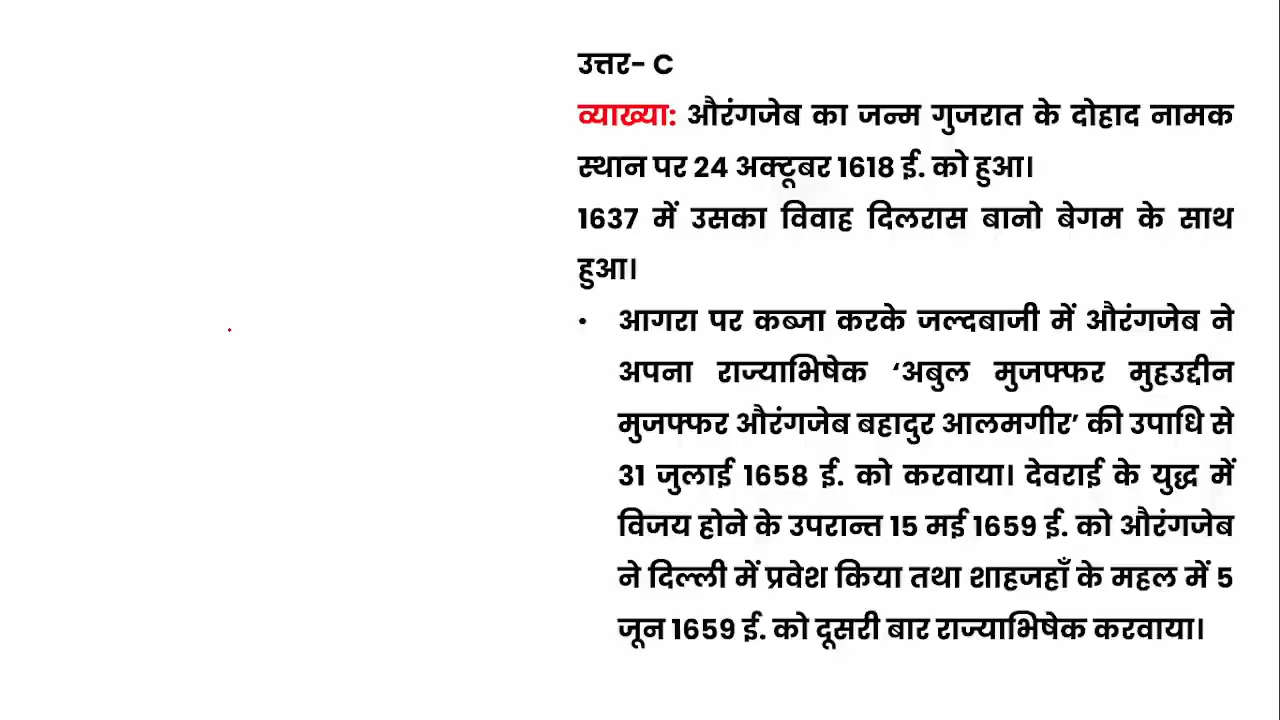 उत्तर- C
व्याख्या: औरंगजेब का जन्म गुजरात के दोहाद नामक
स्थान पर 24 अक्टूबर 1618 ई. को हुआ।
1637 में उसका विवाह दिलरास बानो बेगम के साथ
हुआ।
• आगरा पर कब्जा करके जल्दबाजी में औरंगजेब ने
अपना राज्याभिषेक ‘अबुल मुजफ्फर मुहउद्दीन
मुजफ्फर औरंगजेब बहादुर आलमगीर’ की उपाधि से
31 जुलाई 1658 ई. को करवाया। देवराई के युद्ध में
विजय होने के उपरान्त 15 मई 1659 ई. को औरंगजेब
ने दिल्ली में प्रवेश किया तथा शाहजहाँ के महल में 5
जून 1659 ई. को दूसरी बार राज्याभिषेक करवाया।